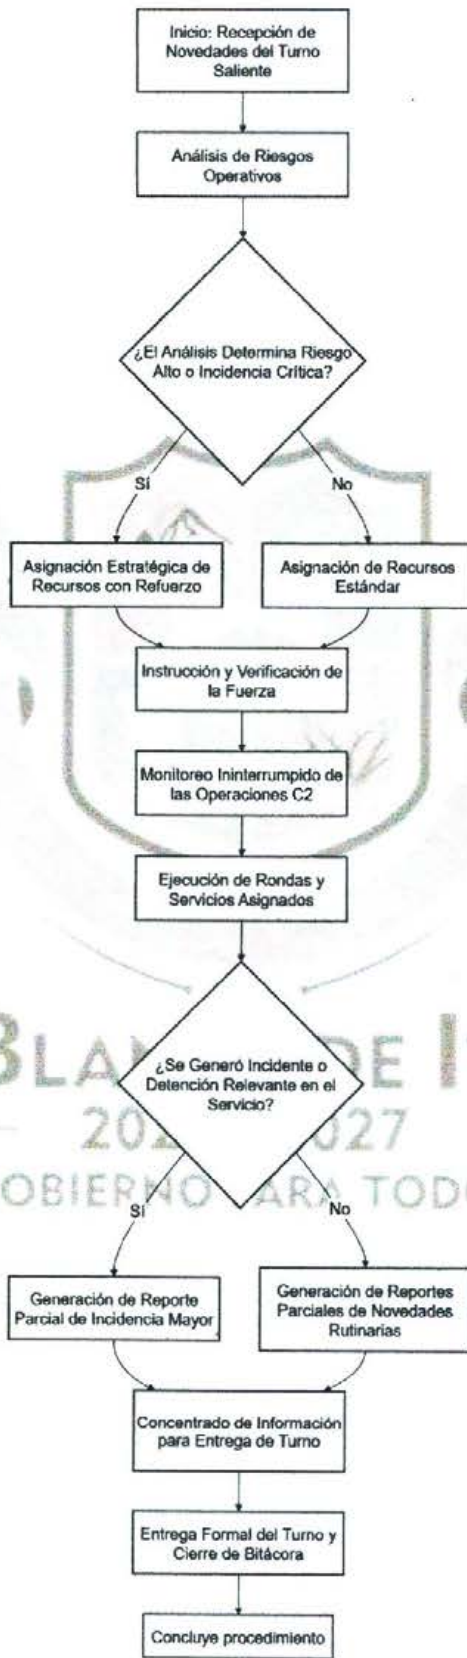 Inicio: Recepción de
Novedades del Turno
Saliente
Análisis de Riesgos
Operativos
¿El Análisis Determina Riesgo
Alto o Incidencia Crítica?
Sí
No
Asignación Estratégica de
Recursos con Refuerzo
Asignación de Recursos
Estándar
Instrucción y Verificación de
la Fuerza
Monitoreo Ininterrumpido de
las Operaciones C2
Ejecución de Rondas y
Servicios Asignados
¿Se Generó Incidente o
Detención Relevante en el
Servicio?
DE
027
OBIERNO
TOD
Sí
No
Generación de Reporte
Parcial de Incidencia Mayor
Generación de Reportes
Parciales de Novedades
Rutinarias
Concentrado de Información
para Entrega de Turno
Entrega Formal del Turno y
Cierre de Bitácora
Concluye procedimiento